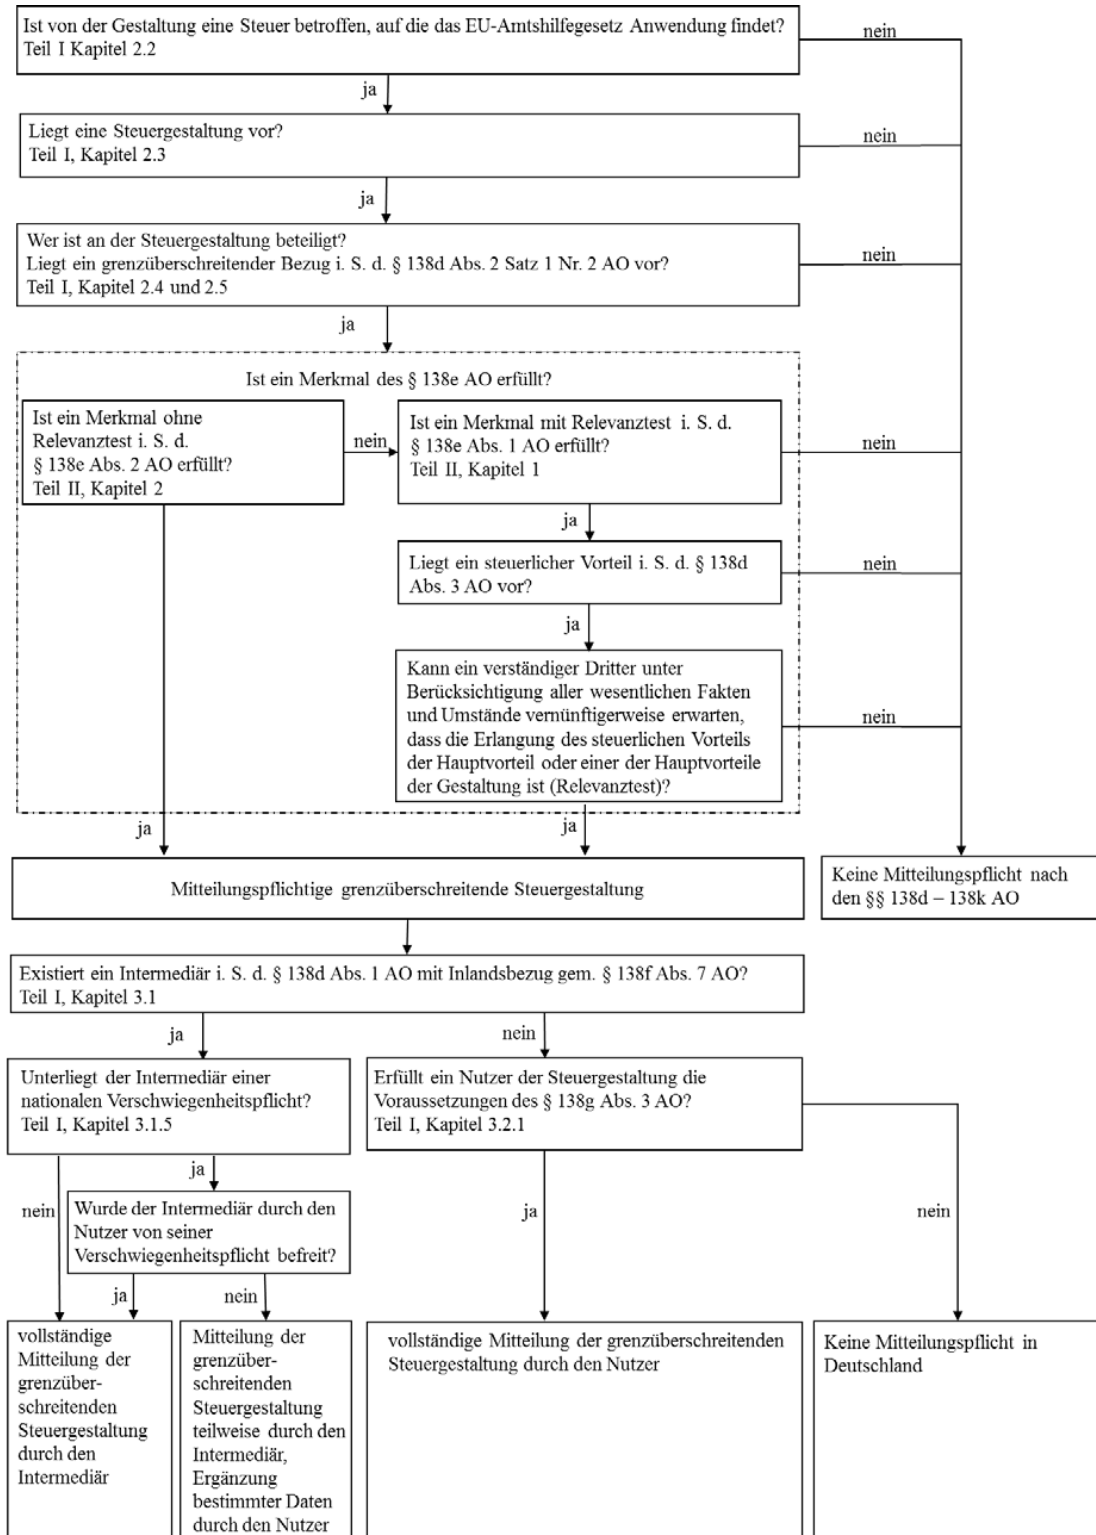 Ist von der Gestaltung eine Steuer betroffen, auf die das EU-Amtshilfegesetz Anwendung findet?
Teil I Kapitel 2.2
nein
ja
Liegt eine Steuergestaltung vor?
Teil I, Kapitel 2.3
nein
ja
Wer ist an der Steuergestaltung beteiligt?
Liegt ein grenzüberschreitender Bezug i. S. d. § 138d Abs. 2 Satz 1 Nr. 2 AO vor?
Teil I, Kapitel 2.4 und 2.5
nein
ja
Ist ein Merkmal des § 138e AO erfüllt?
Ist ein Merkmal ohne
Relevanztest i. S. d.
§ 138e Abs. 2 AO erfüllt?
Teil II, Kapitel 2
nein
Ist ein Merkmal mit Relevanztest i. S. d.
§ 138e Abs. 1 AO erfüllt?
Teil II, Kapitel 1
nein
ja
Liegt ein steuerlicher Vorteil i. S. d. § 138d
Abs. 3 AO vor?
nein
ja
Kann ein verständiger Dritter unter
Berücksichtigung aller wesentlichen Fakten
und Umstände vernünftigerweise erwarten,
dass die Erlangung des steuerlichen Vorteils
der Hauptvorteil oder einer der Hauptvorteile
der Gestaltung ist (Relevanztest)?
nein
ja
ja
Mitteilungspflichtige grenzüberschreitende Steuergestaltung
Keine Mitteilungspflicht nach
den §§ 138d – 138k AO
Existiert ein Intermediär i. S. d. § 138d Abs. 1 AO mit Inlandsbezug gem. § 138f Abs. 7 AO?
Teil I, Kapitel 3.1
ja
nein
Unterliegt der Intermediär einer
nationalen Verschwiegenheitspflicht?
Teil I, Kapitel 3.1.5
Erfüllt ein Nutzer der Steuergestaltung die
Voraussetzungen des § 138g Abs. 3 AO?
Teil I, Kapitel 3.2.1
ja
nein
Wurde der Intermediär durch den
Nutzer von seiner
Verschwiegenheitspflicht befreit?
ja
nein
ja
nein
vollständige
Mitteilung der
grenzüber-
schreitenden
Steuergestaltung
durch den
Intermediär
Mitteilung der
grenzüber-
schreitenden
Steuergestaltung
teilweise durch den
Intermediär,
Ergänzung
bestimmter Daten
durch den Nutzer
vollständige Mitteilung der grenzüberschreitenden
Steuergestaltung durch den Nutzer
Keine Mitteilungspflicht in
Deutschland